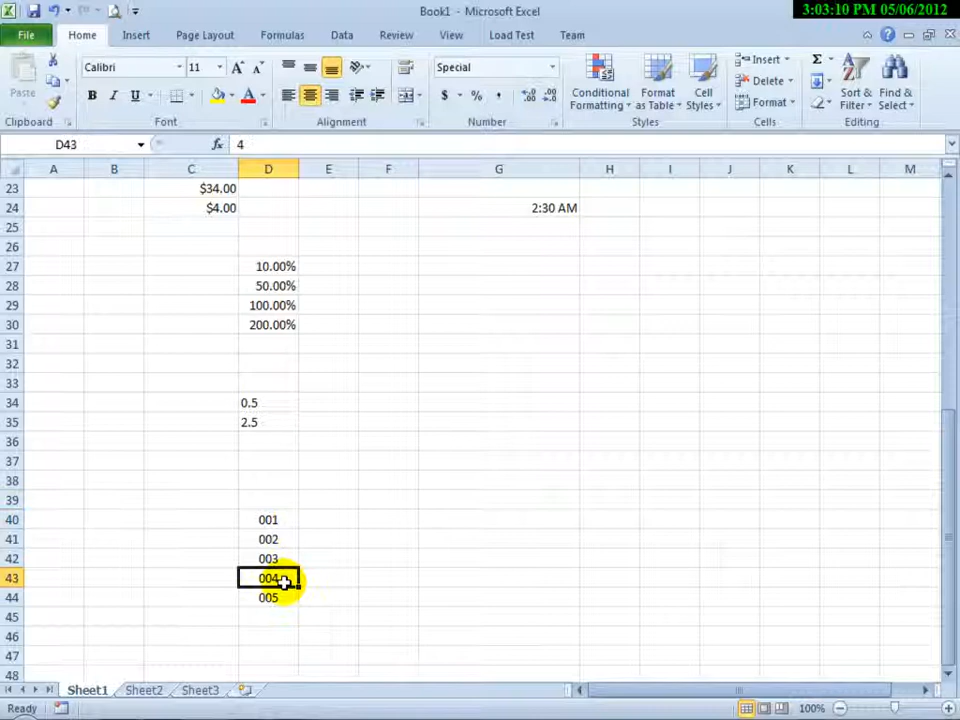 Book1 - Microsoft Excel
3:03:10 PM 05/06/2012
File Home Insert Page Layout Formulas Data Review View Load Test Team
Calibri 11 Special Insert Σ
Paste Delete
B I U A $ % , Conditional Format Cell Format Sort & Find &
Formatting as Table Styles Filter Select
Clipboard Font Alignment Number Styles Cells Editing
D43 fx 4
A B C D E F G H I J K L M
23 $34.00
24 $4.00 2:30 AM
25
26
27 10.00%
28 50.00%
29 100.00%
30 200.00%
31
32
33
34 0.5
35 2.5
36
37
38
39
40 001
41 002
42 003
43 004
44 005
45
46
47
48
Sheet1 Sheet2 Sheet3
Ready 100%